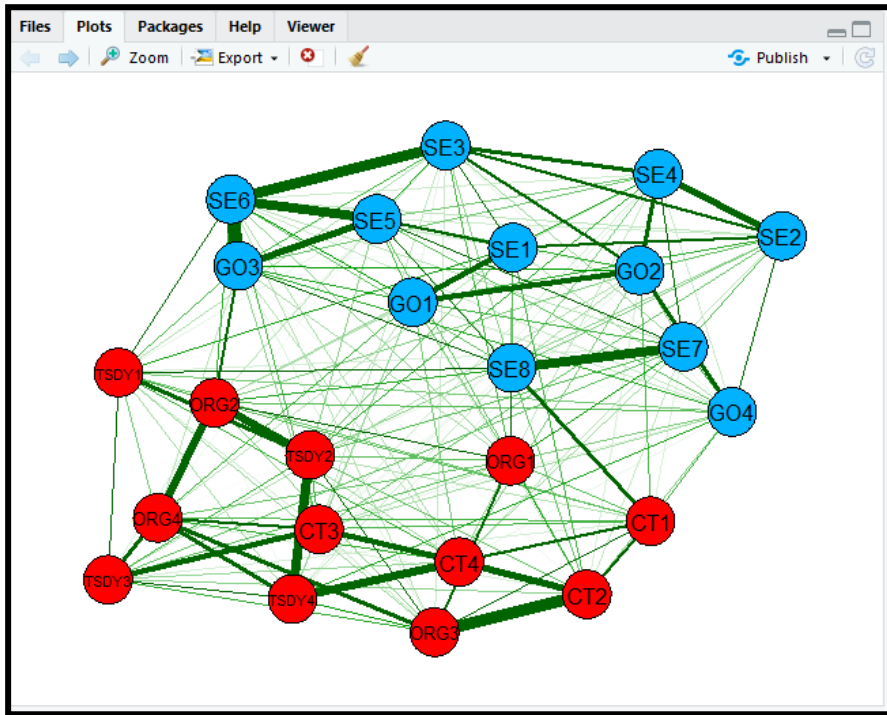 Files Plots Packages Help Viewer
Zoom Export Publish
SE3
SE4
SE6
SE5
SE2
SE1
GO3
GO2
GO1
SE7
SE8
TSDY1
ORG2
GO4
TSDY2
ORG1
ORG4
CT3
CT1
CT4
TSDY3
TSDY4
CT2
ORG3